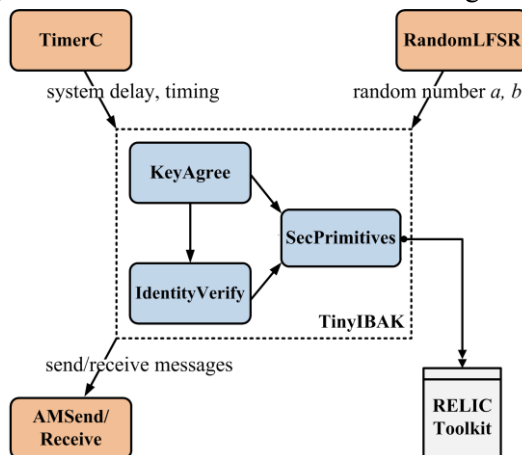 TimerC
RandomLFSR
system delay, timing
random number a, b
KeyAgree
SecPrimitives
IdentityVerify
TinyIBAK
send/receive messages
AMSend/
Receive
RELIC
Toolkit